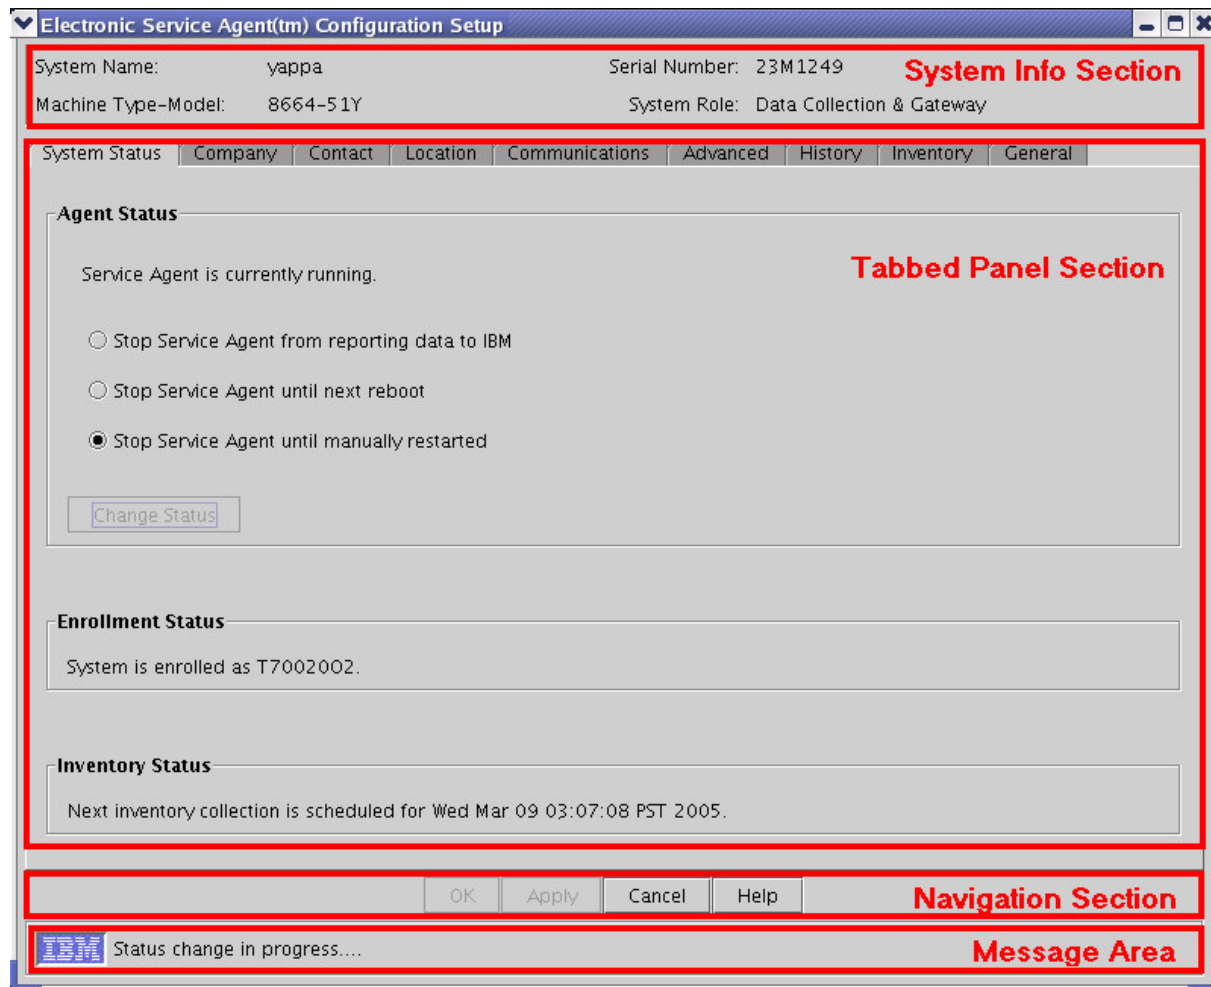 Electronic Service Agent(tm) Configuration Setup
System Name: yappa Serial Number: 23M1249 System Info Section
Machine Type-Model: 8664-51Y System Role: Data Collection & Gateway
System Status Company Contact Location Communications Advanced History Inventory General
Agent Status
Service Agent is currently running. Tabbed Panel Section
Stop Service Agent from reporting data to IBM
Stop Service Agent until next reboot
Stop Service Agent until manually restarted
Change Status
Enrollment Status
System is enrolled as T7002002.
Inventory Status
Next inventory collection is scheduled for Wed Mar 09 03:07:08 PST 2005.
OK Apply Cancel Help Navigation Section
IBM Status change in progress.... Message Area